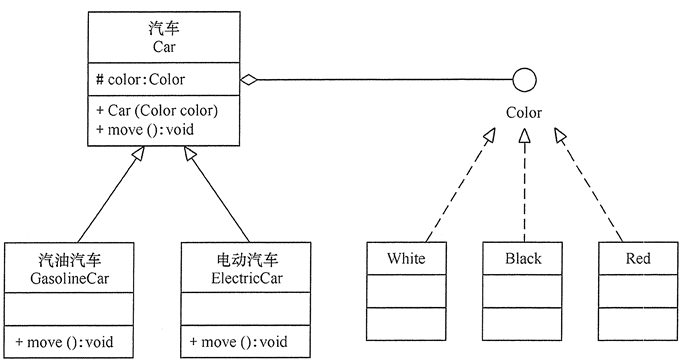 汽车
Car
# color:Color
+ Car (Color color)
+ move ():void
Color
汽油汽车
GasolineCar
+ move ():void
电动汽车
ElectricCar
+ move ():void
White
Black
Red